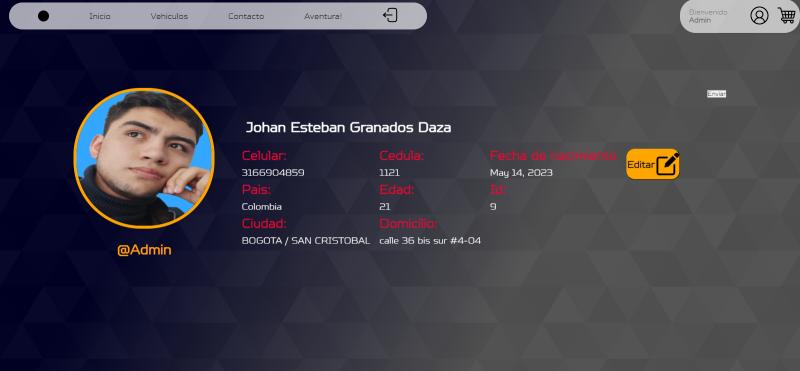 Inicio
Vehiculos
Contacto
Aventura!
Bienvenido
Admin
Enviar
Johan Esteban Granados Daza
Celular:
Cedula:
Fecha de nacimiento
3166904859
1121
May 14, 2023
Editar
Pais:
Edad:
Id:
Colombia
21
9
Ciudad:
Domicilio:
BOGOTA / SAN CRISTOBAL
calle 36 bis sur #4-04
@Admin